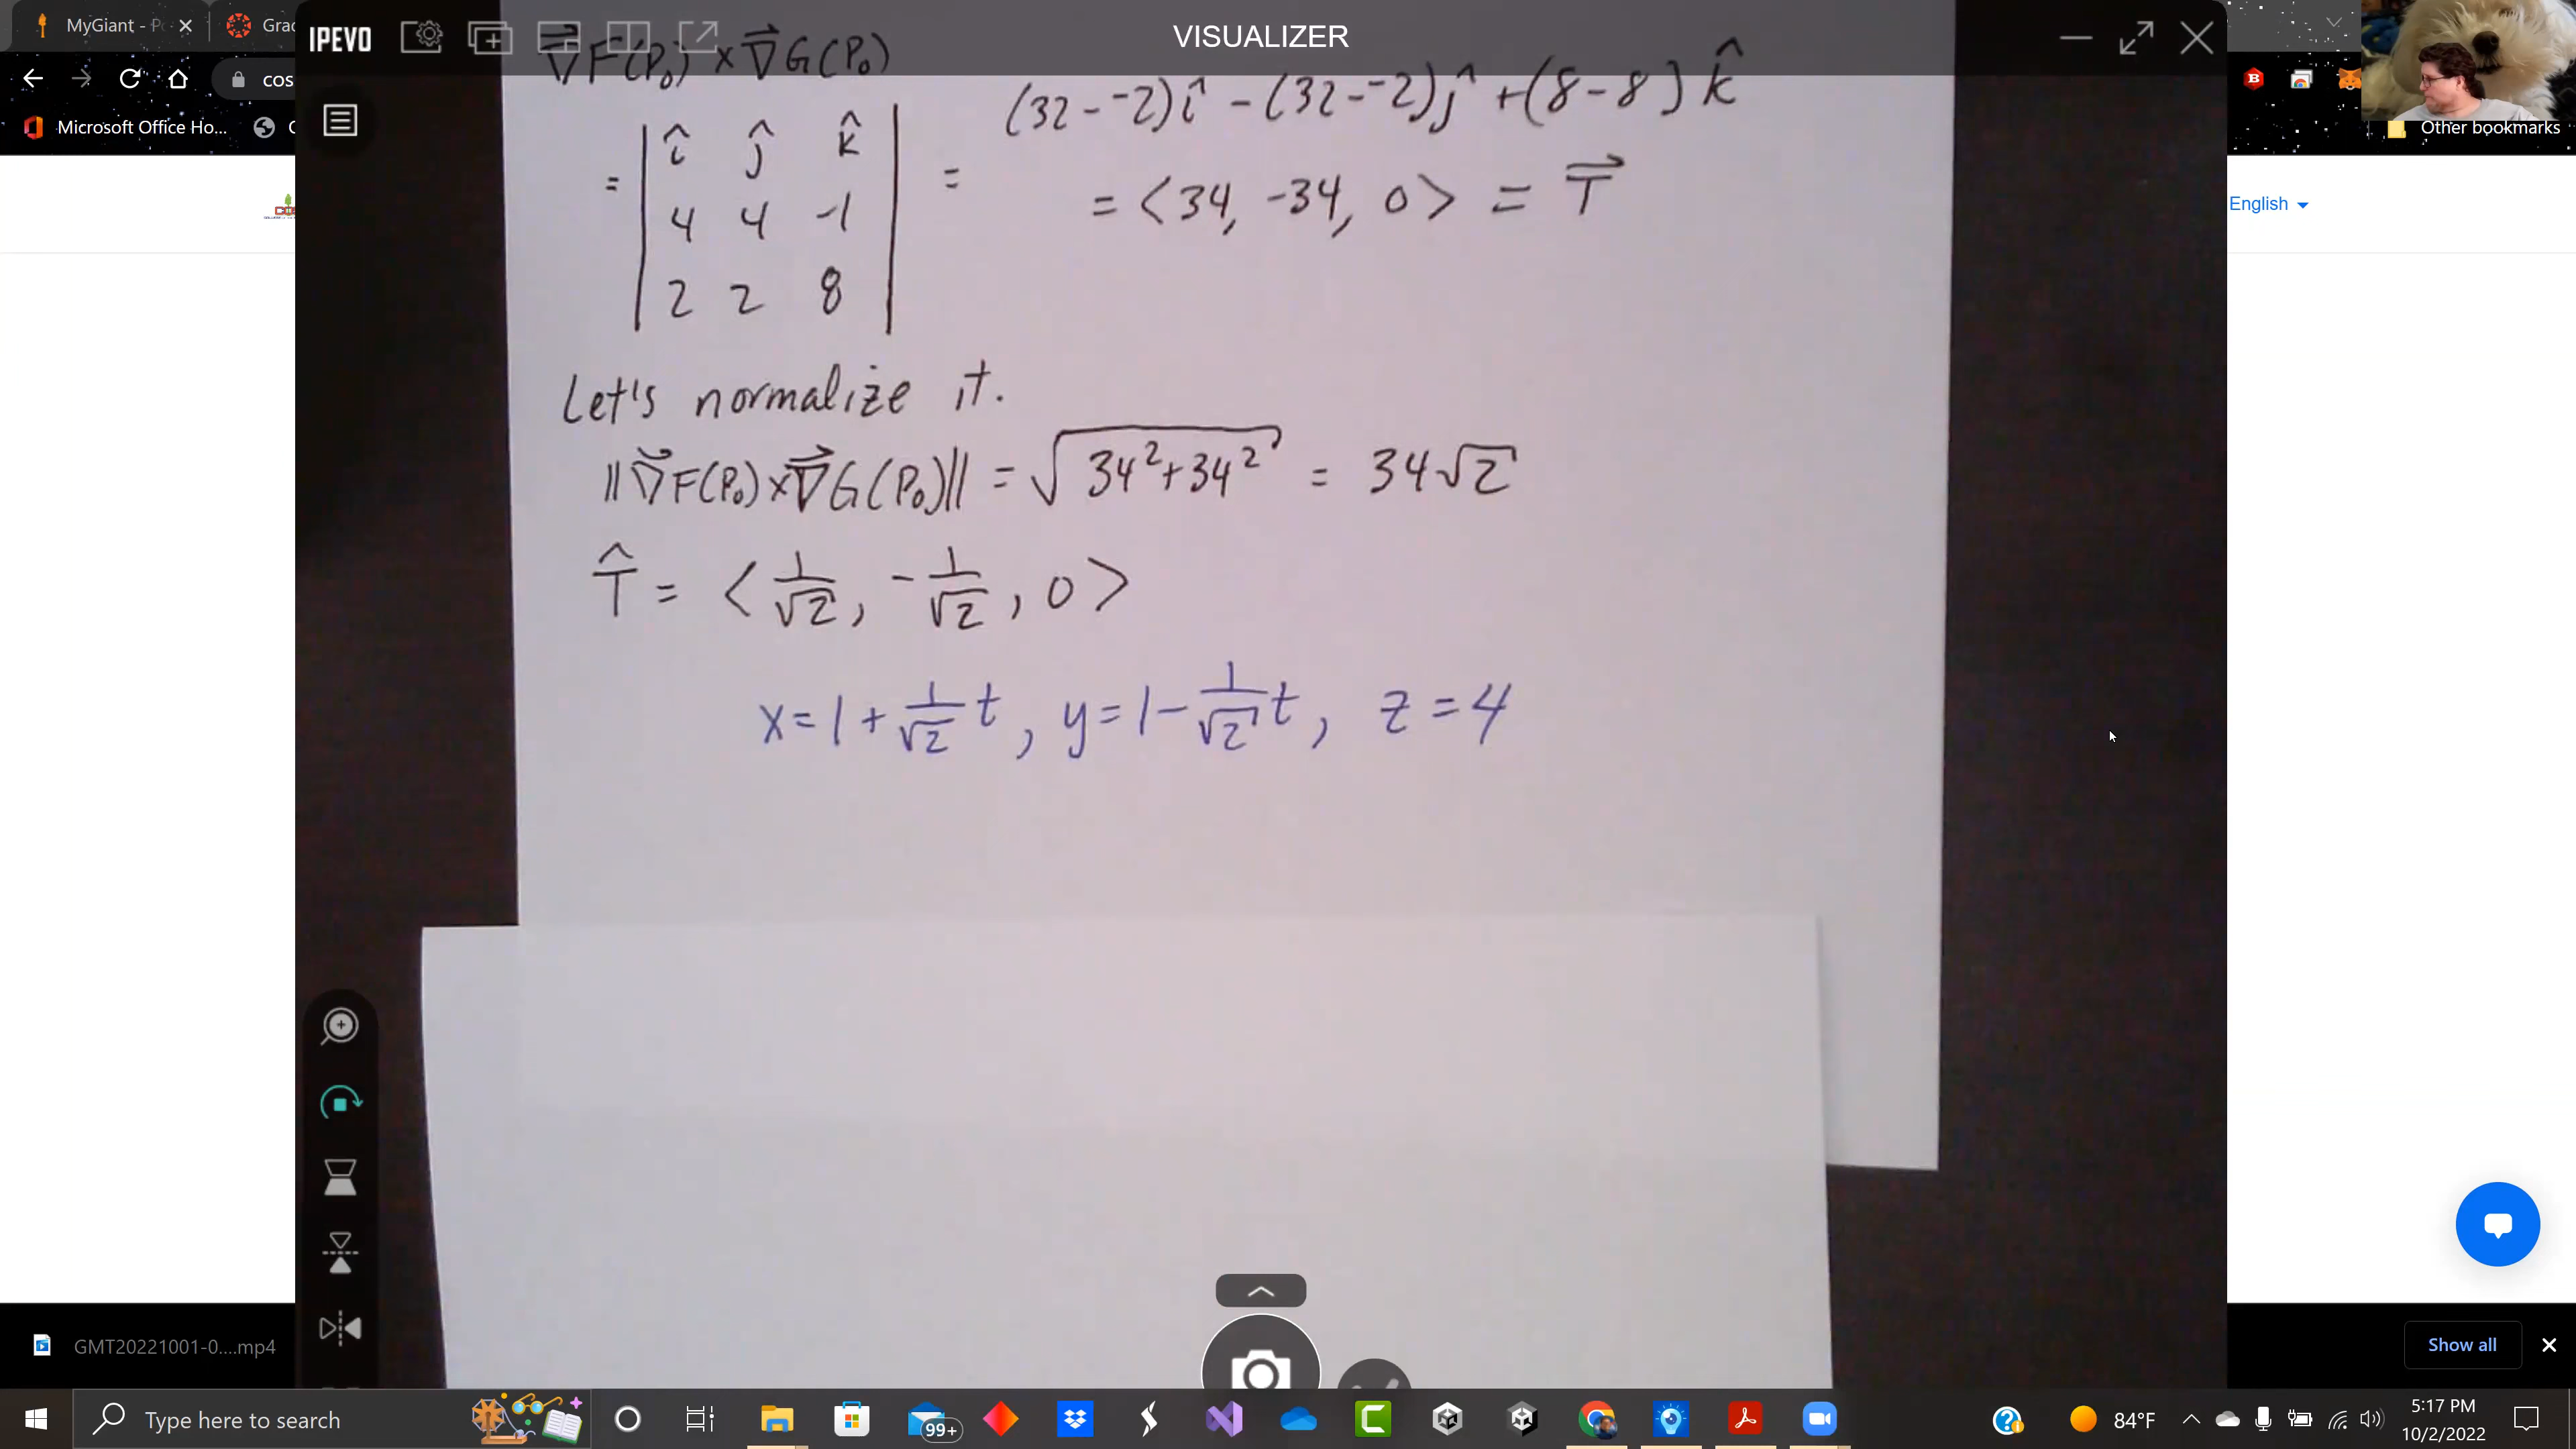 MyGiant - P
Grac
IPEVO
VISUALIZER
cos
Microsoft Office Ho...
C
Other bookmarks
English
∇⃗F(P₀) × ∇⃗G(P₀)
= | î ĵ k̂ |
| 4 4 -1 |
| 2 2 8 |
= (32 - -2)î - (32 - -2)ĵ + (8-8)k̂
= <34, -34, 0> = T⃗
Let's normalize it.
||∇⃗F(P₀) × ∇⃗G(P₀)|| = √(34²+34²) = 34√2
T̂ = <1/√2, -1/√2, 0>
x = 1 + 1/√2 t, y = 1 - 1/√2 t, z = 4
GMT20221001-0....mp4
Show all
Type here to search
99+
84°F
5:17 PM
10/2/2022